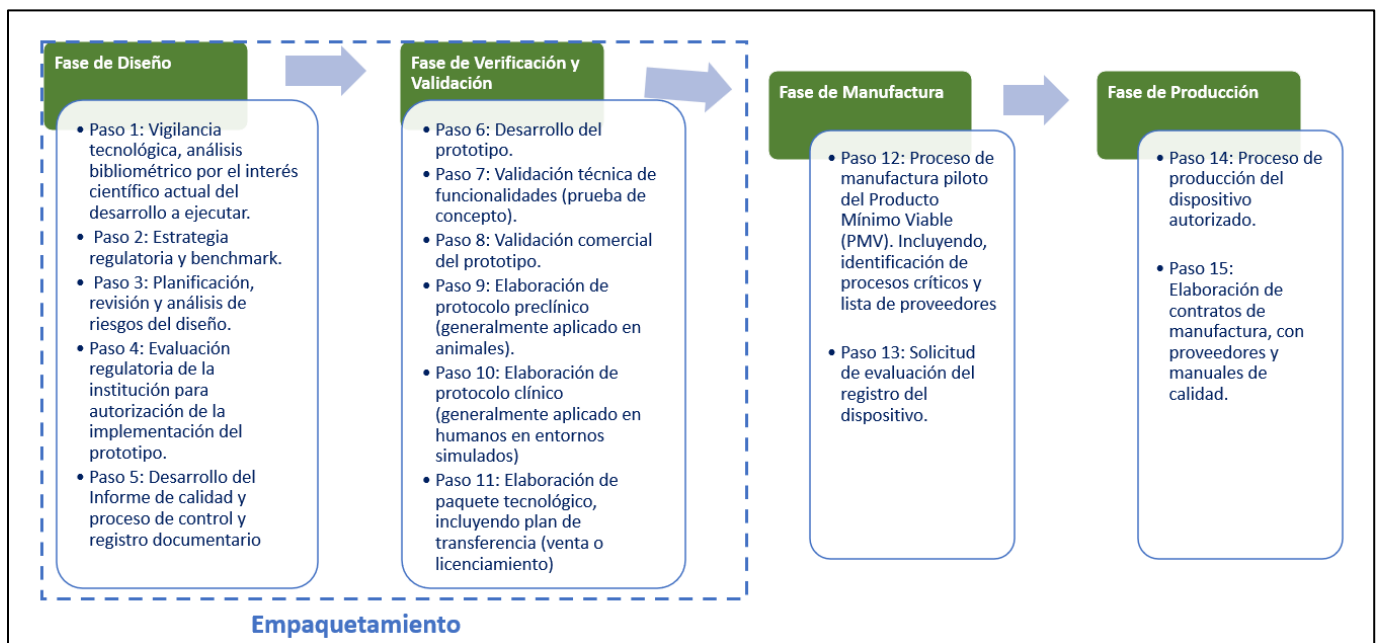 Fase de Diseño
• Paso 1: Vigilancia
tecnológica, análisis
bibliométrico por el interés
científico actual del
desarrollo a ejecutar.
• Paso 2: Estrategia
regulatoria y benchmark.
• Paso 3: Planificación,
revisión y análisis de
riesgos del diseño.
• Paso 4: Evaluación
regulatoria de la
institución para
autorización de la
implementación del
prototipo.
• Paso 5: Desarrollo del
Informe de calidad y
proceso de control y
registro documentario
Fase de Verificación y
Validación
• Paso 6: Desarrollo del
prototipo.
• Paso 7: Validación técnica de
funcionalidades (prueba de
concepto).
• Paso 8: Validación comercial
del prototipo.
• Paso 9: Elaboración de
protocolo preclínico
(generalmente aplicado en
animales).
• Paso 10: Elaboración de
protocolo clínico
(generalmente aplicado en
humanos en entornos
simulados)
• Paso 11: Elaboración de
paquete tecnológico,
incluyendo plan de
transferencia (venta o
licenciamiento)
Empaquetamiento
Fase de Manufactura
• Paso 12: Proceso de
manufactura piloto
del Producto
Mínimo Viable
(PMV). Incluyendo,
identificación de
procesos críticos y
lista de proveedores
• Paso 13: Solicitud
de evaluación del
registro del
dispositivo.
Fase de Producción
• Paso 14: Proceso de
producción del
dispositivo
autorizado.
• Paso 15:
Elaboración de
contratos de
manufactura, con
proveedores y
manuales de
calidad.